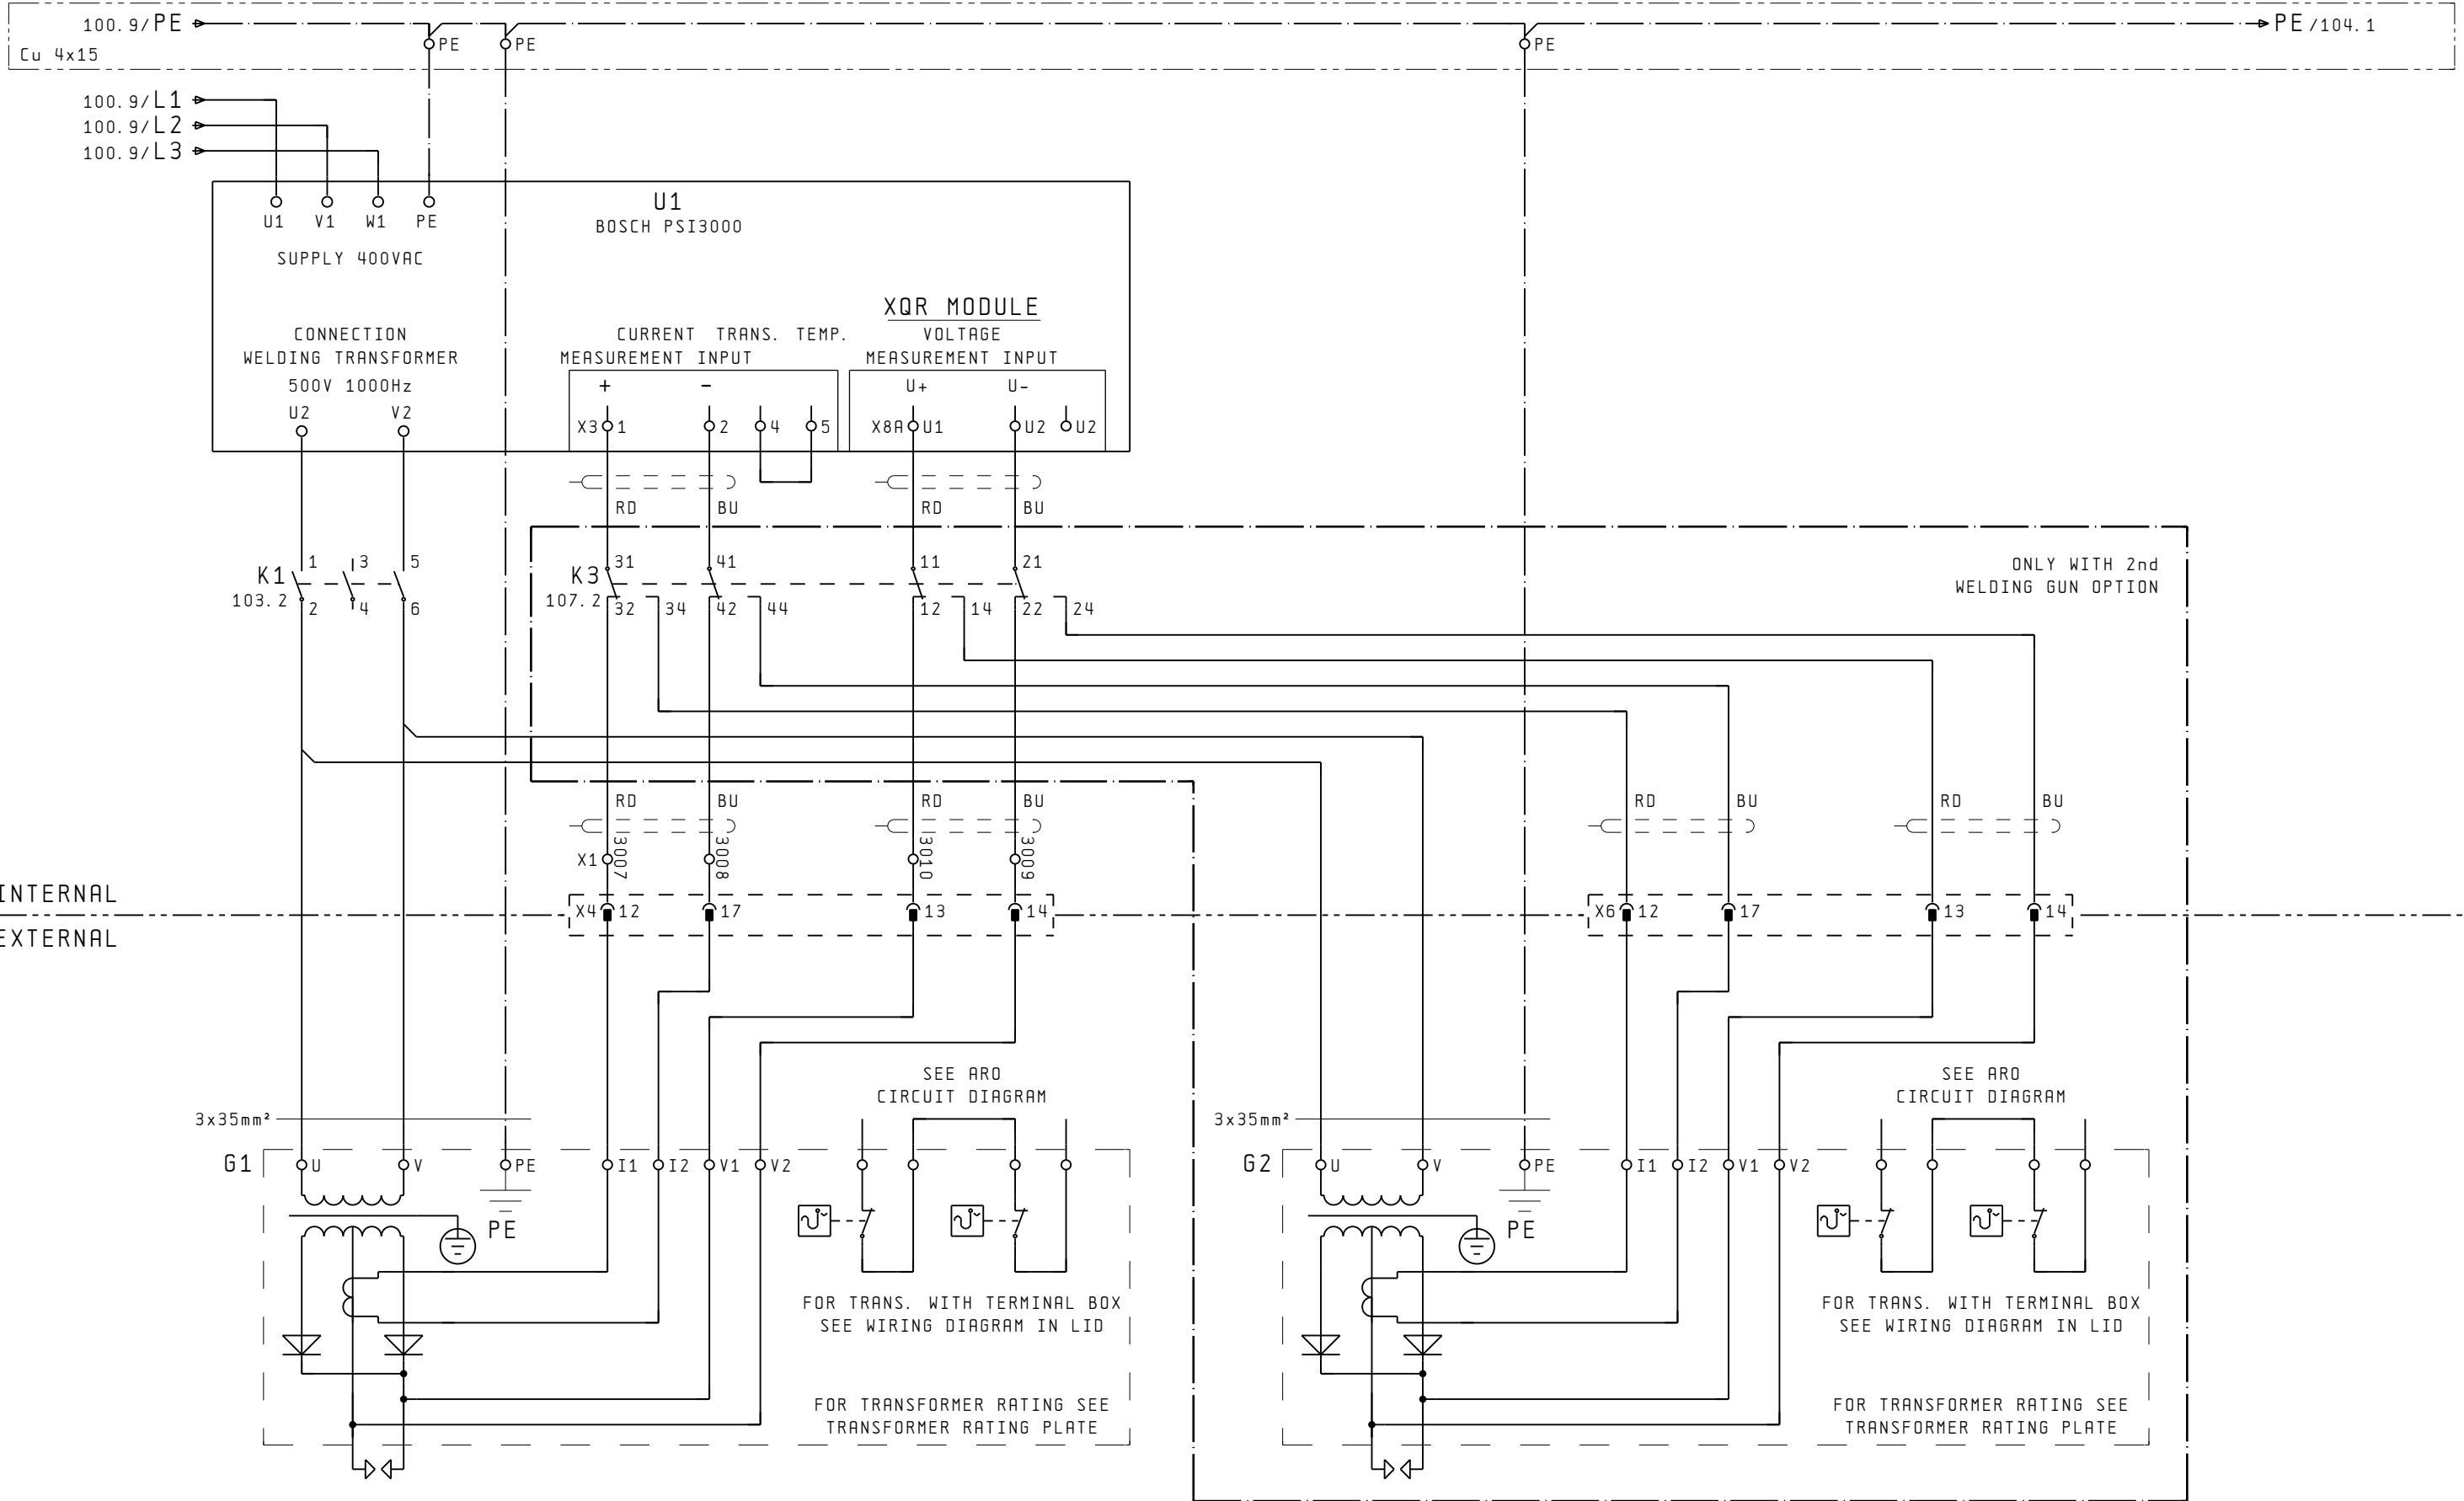 100.9/PE
PE
PE
PE
PE /104.1
Cu 4x15
100.9/L1
100.9/L2
100.9/L3
U1 V1 W1 PE
U1
BOSCH PSI3000
SUPPLY 400VAC
XQR MODULE
CONNECTION
WELDING TRANSFORMER
500V 1000Hz
U2 V2
CURRENT TRANS. TEMP.
MEASUREMENT INPUT
+ -
X3 1 2 4 5
VOLTAGE
MEASUREMENT INPUT
U+ U-
X8A U1 U2 U2
RD BU RD BU
ONLY WITH 2nd
WELDING GUN OPTION
K1
103.2
1 3 5
2 4 6
K3
107.2
31 41 11 21
32 34 42 44 12 14 22 24
RD BU RD BU RD BU RD BU
X1 3007 3008 3010 3009
INTERNAL
X4 12 17 13 14
X6 12 17 13 14
EXTERNAL
SEE ARO
CIRCUIT DIAGRAM
3x35mm²
G1 U V PE I1 I2 V1 V2
PE
FOR TRANS. WITH TERMINAL BOX
SEE WIRING DIAGRAM IN LID
FOR TRANSFORMER RATING SEE
TRANSFORMER RATING PLATE
SEE ARO
CIRCUIT DIAGRAM
3x35mm²
G2 U V PE I1 I2 V1 V2
PE
FOR TRANS. WITH TERMINAL BOX
SEE WIRING DIAGRAM IN LID
FOR TRANSFORMER RATING SEE
TRANSFORMER RATING PLATE